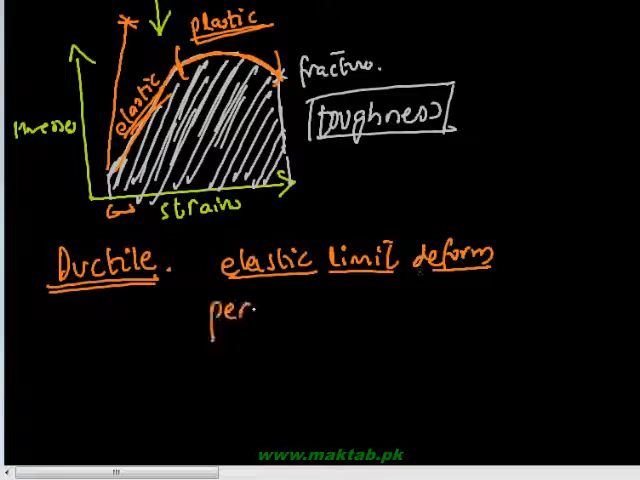 plastic
elastic
fracture.
stress
toughness
strain
Ductile. elastic limit deform
per
www.maktab.pk